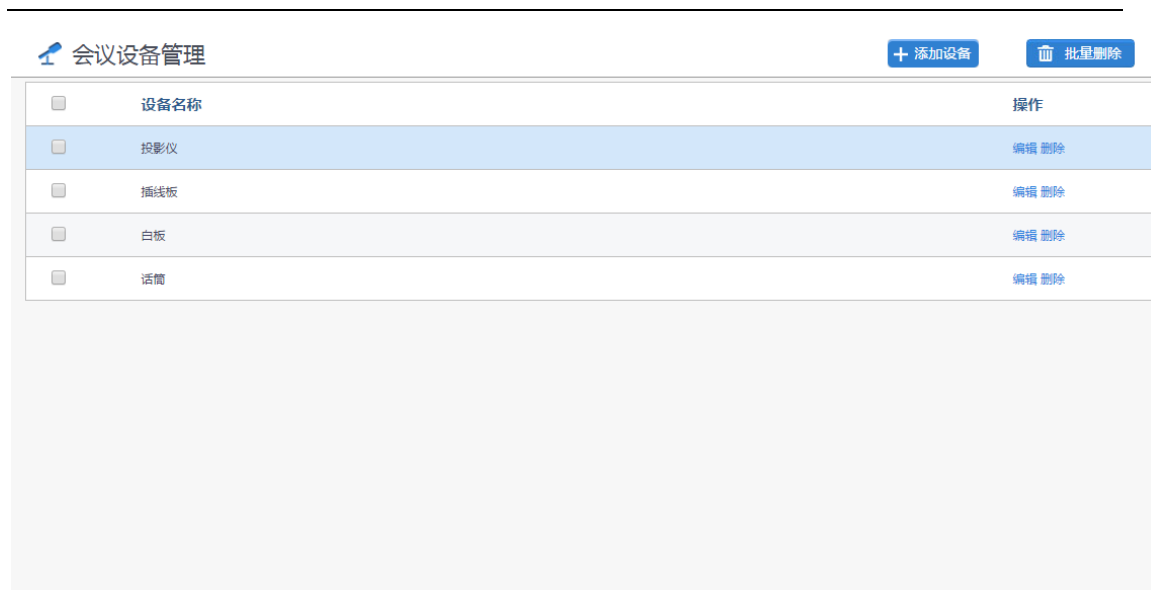 会议设备管理 添加设备 批量删除
设备名称 操作
投影仪 编辑 删除
插线板 编辑 删除
白板 编辑 删除
话筒 编辑 删除